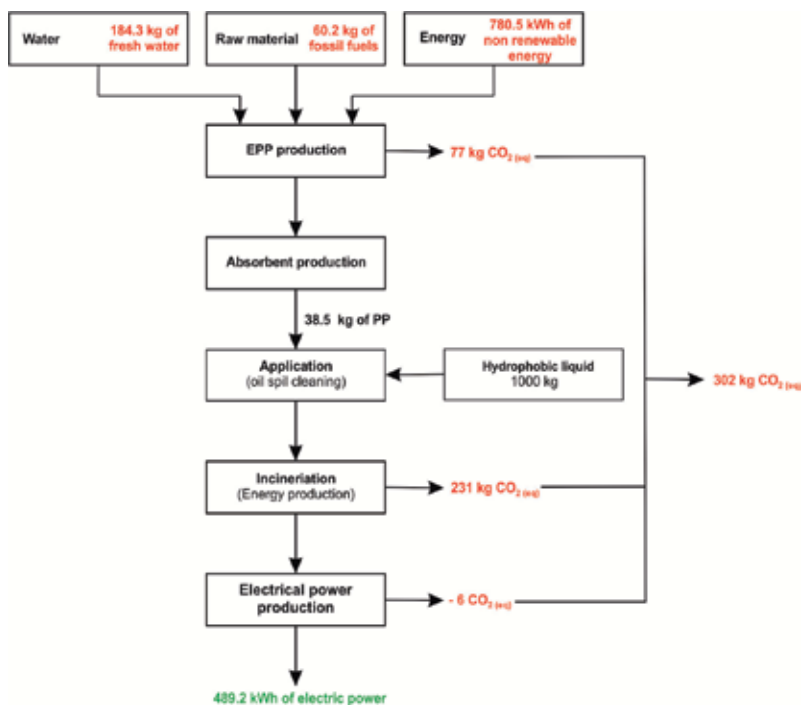 Water
184.3 kg of
fresh water
Raw material
60.2 kg of
fossil fuels
Energy
780.5 kWh of
non renewable
energy
EPP production
77 kg CO₂ (eq)
Absorbent production
38.5 kg of PP
Application
(oil spil cleaning)
Hydrophobic liquid
1000 kg
302 kg CO₂ (eq)
Incineriation
(Energy production)
231 kg CO₂ (eq)
Electrical power
production
- 6 CO₂ (eq)
489.2 kWh of electric power